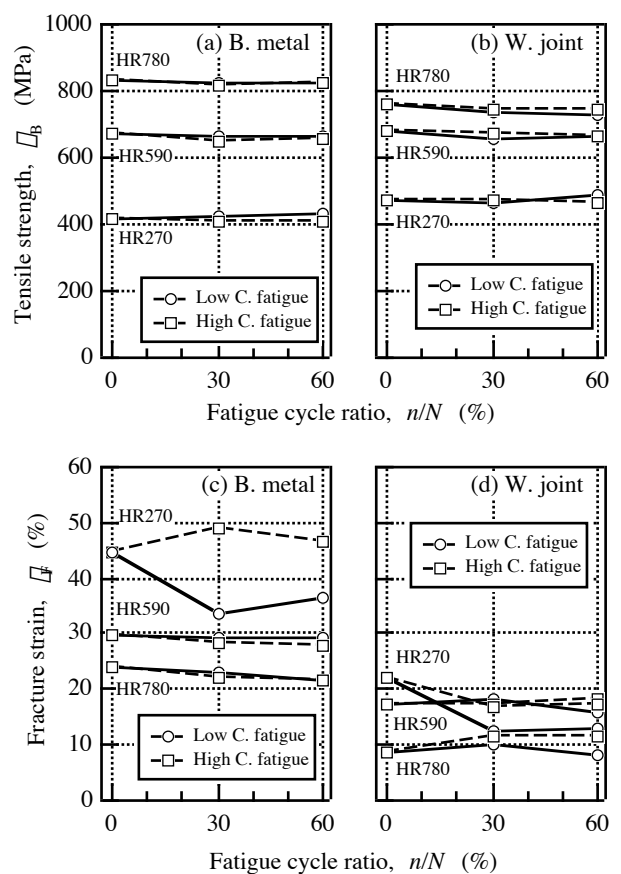 1000
800
600
400
200
0
Tensile strength, B (MPa)
(a) B. metal
HR780
HR590
HR270
Low C. fatigue
High C. fatigue
0 30 60
(b) W. joint
HR780
HR590
HR270
Low C. fatigue
High C. fatigue
0 30 60
Fatigue cycle ratio, n/N (%)
60
50
40
30
20
10
0
Fracture strain, (%)
(c) B. metal
HR270
HR590
HR780
Low C. fatigue
High C. fatigue
0 30 60
(d) W. joint
Low C. fatigue
High C. fatigue
HR270
HR590
HR780
0 30 60
Fatigue cycle ratio, n/N (%)